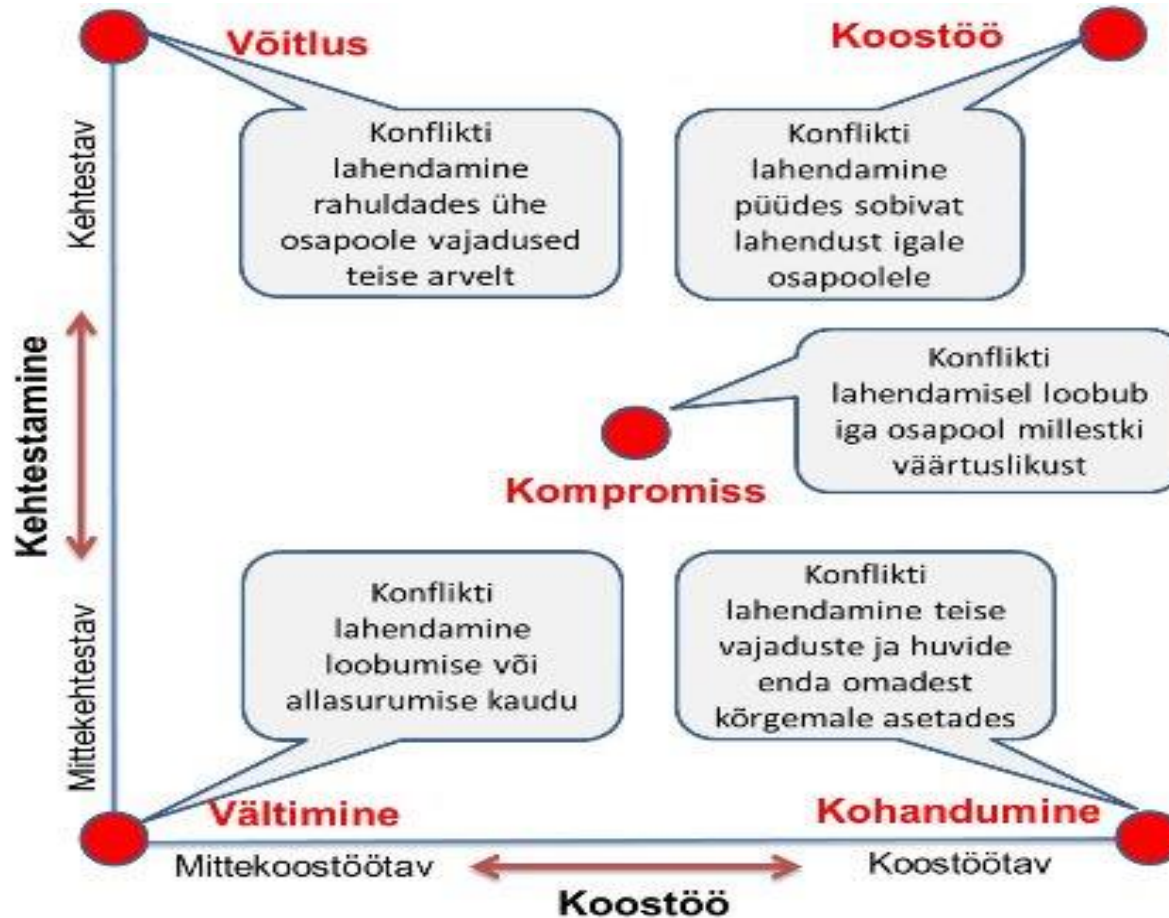 Võitlus
Koostöö
Konflikti
lahendamine
rahuldades ühe
osapoole vajadused
teise arvelt
Konflikti
lahendamine
püüdes sobivat
lahendust igale
osapoolele
Kehtestav
Kehtestamine
Mittekehtestav
Konflikti
lahendamisel loobub
iga osapool millestki
väärtuslikust
Kompromiss
Konflikti
lahendamine
loobumise või
allasurumise kaudu
Konflikti
lahendamine teise
vajaduste ja huvide
enda omadest
kõrgemale asetades
Vältimine
Kohandumine
Mittekoostöötav
Koostöötav
Koostöö